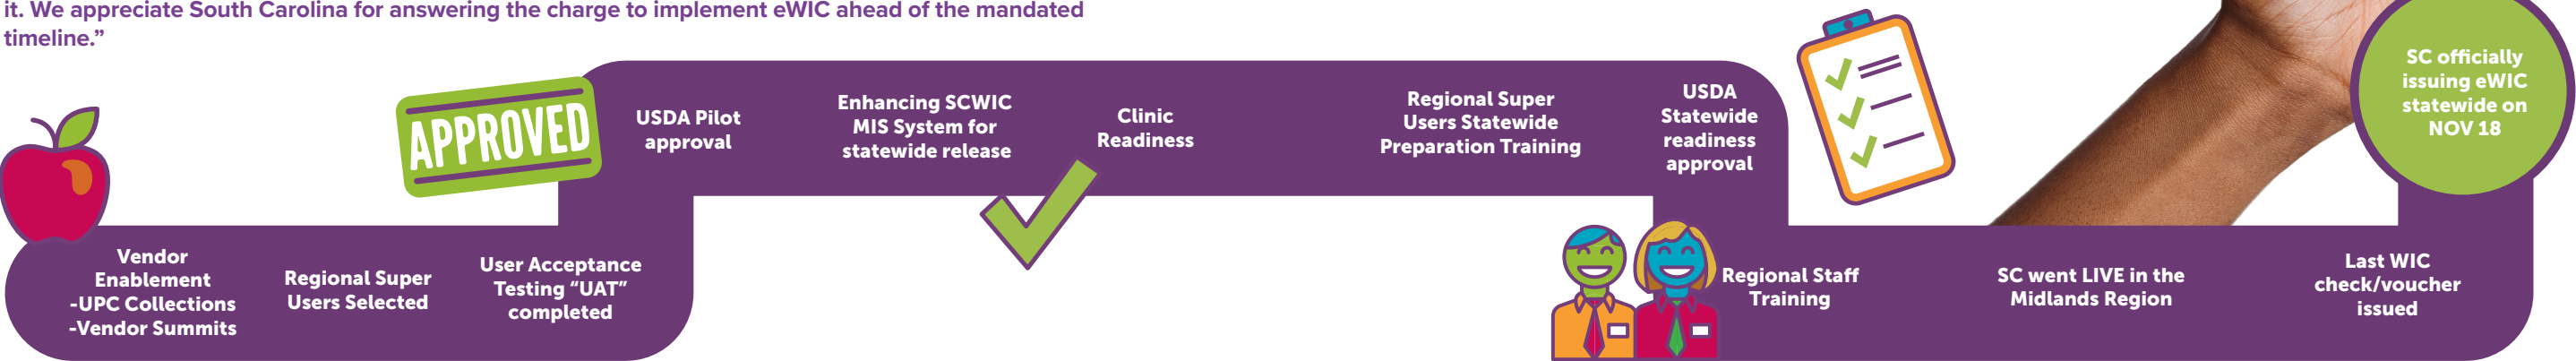 it. We appreciate South Carolina for answering the charge to implement eWIC ahead of the mandated
timeline.”
Vendor
Enablement
-UPC Collections
-Vendor Summits
Regional Super
Users Selected
User Acceptance
Testing “UAT”
completed
APPROVED
USDA Pilot
approval
Enhancing SCWIC
MIS System for
statewide release
Clinic
Readiness
Regional Super
Users Statewide
Preparation Training
USDA
Statewide
readiness
approval
Regional Staff
Training
SC went LIVE in the
Midlands Region
Last WIC
check/voucher
issued
SC officially
issuing eWIC
statewide on
NOV 18